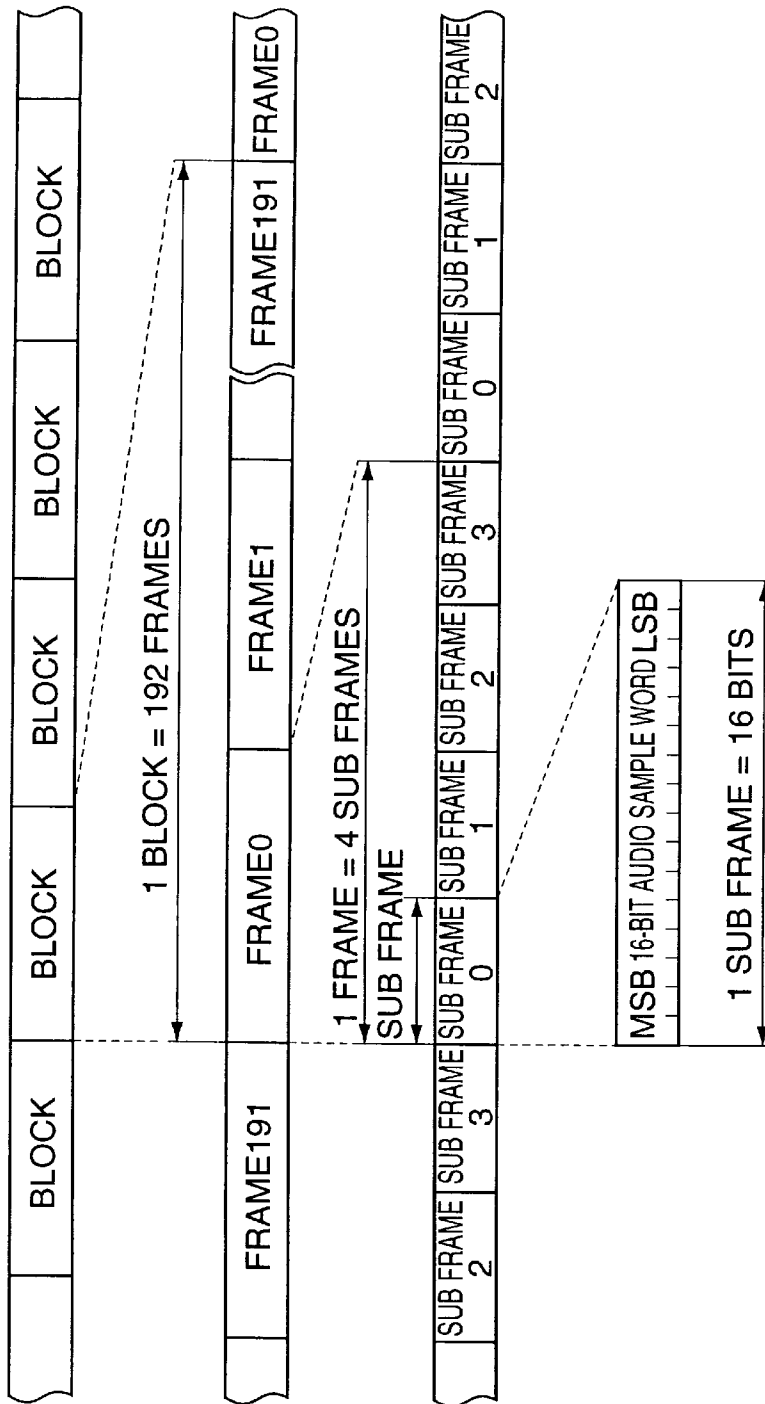 BLOCK
BLOCK
BLOCK
BLOCK
BLOCK
1 BLOCK = 192 FRAMES
FRAME191
FRAME0
FRAME1
FRAME191
FRAME0
1 FRAME = 4 SUB FRAMES
SUB FRAME
SUB FRAME
2
SUB FRAME
3
SUB FRAME
0
SUB FRAME
1
SUB FRAME
2
SUB FRAME
3
SUB FRAME
0
SUB FRAME
1
SUB FRAME
2
MSB 16-BIT AUDIO SAMPLE WORD LSB
1 SUB FRAME = 16 BITS